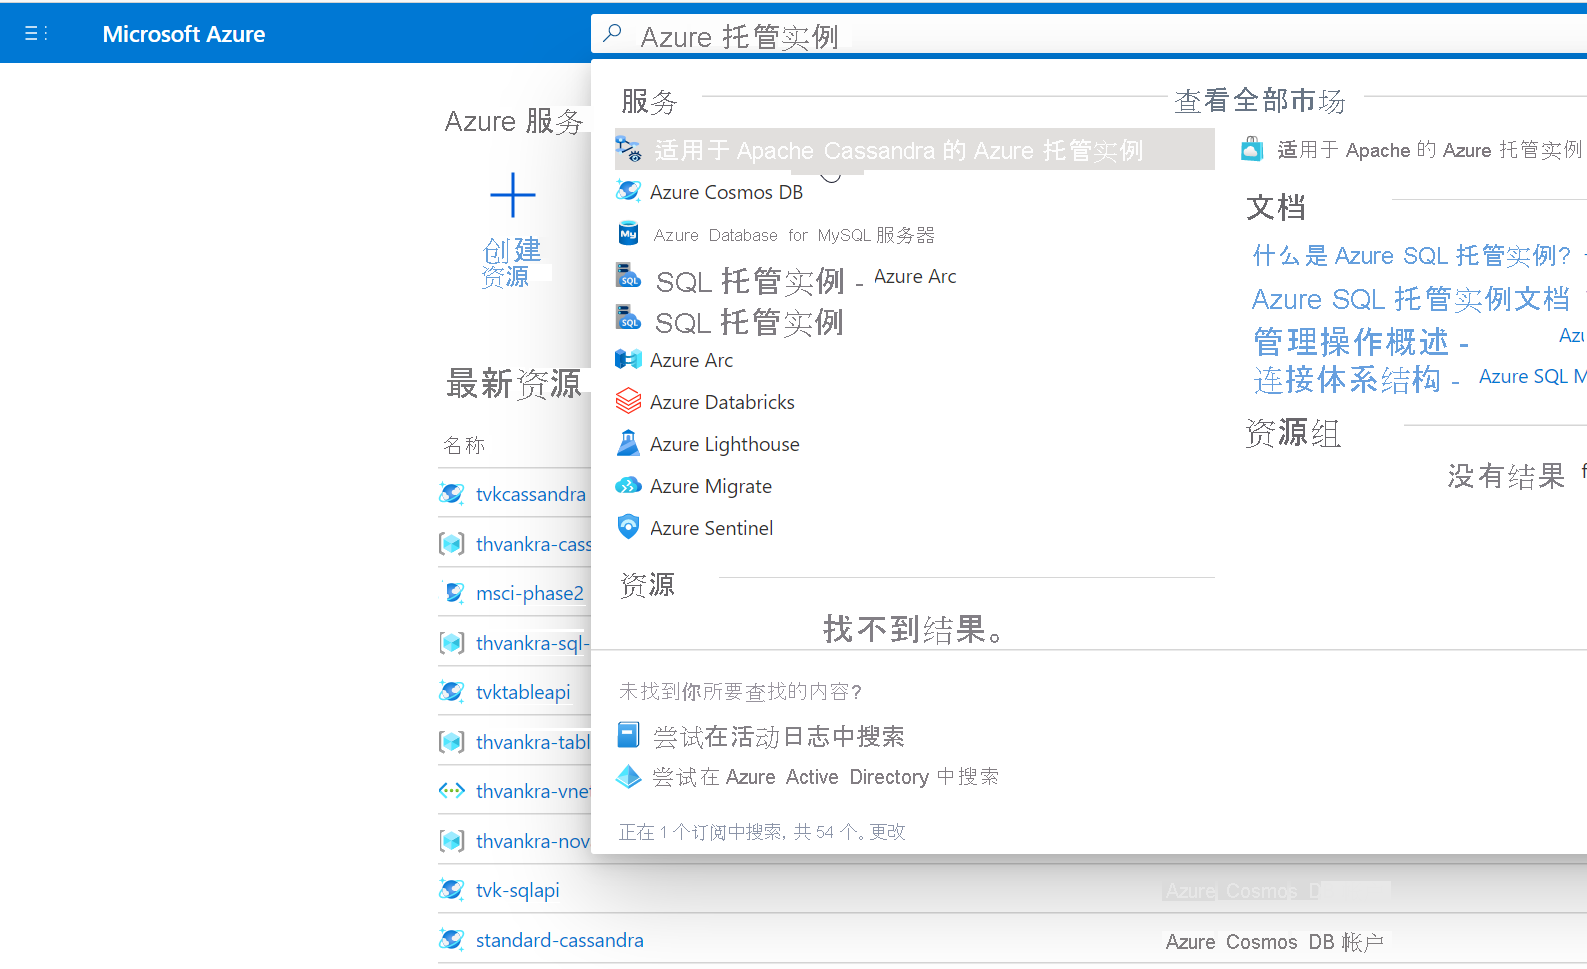 Microsoft Azure
Azure 托管实例
Azure 服务
创建
资源
最新资源
名称
tvkcassandra
thvankra-cass
msci-phase2
thvankra-sql-
tvktableapi
thvankra-tabl
thvankra-vne
thvankra-nov
tvk-sqlapi
standard-cassandra
服务
适用于 Apache Cassandra 的 Azure 托管实例
Azure Cosmos DB
Azure Database for MySQL 服务器
SQL 托管实例 - Azure Arc
SQL 托管实例
Azure Arc
Azure Databricks
Azure Lighthouse
Azure Migrate
Azure Sentinel
资源
找不到结果。
查看全部市场
适用于 Apache 的 Azure 托管实例
文档
什么是 Azure SQL 托管实例?
Azure SQL 托管实例文档
管理操作概述 -
连接体系结构 - Azure SQL M
资源组
没有结果 f
未找到你所要查找的内容?
尝试在活动日志中搜索
尝试在 Azure Active Directory 中搜索
正在 1 个订阅中搜索, 共 54 个。更改
Azure Cosmos D
Azure Cosmos DB 帐户